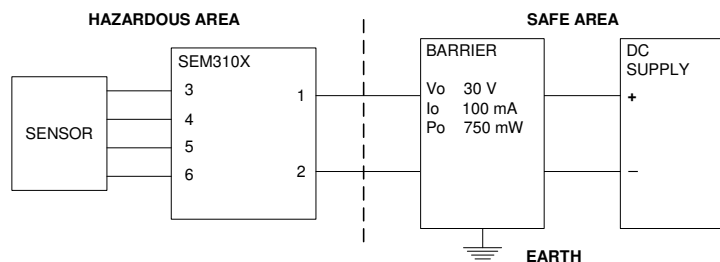 HAZARDOUS AREA
SAFE AREA
SENSOR
SEM310X
3
4
5
6
1
2
BARRIER
Vo 30 V
Io 100 mA
Po 750 mW
DC
SUPPLY
+
–
EARTH